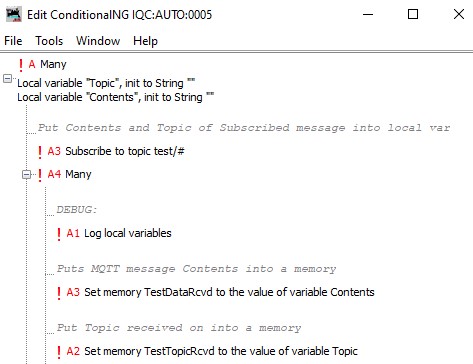 Edit ConditionalNG IQC:AUTO:0005
File Tools Window Help
! A Many
Local variable "Topic", init to String ""
Local variable "Contents", init to String ""
Put Contents and Topic of Subscribed message into local var
! A3 Subscribe to topic test/#
! A4 Many
DEBUG:
! A1 Log local variables
Puts MQTT message Contents into a memory
! A3 Set memory TestDataRcvd to the value of variable Contents
Put Topic received on into a memory
! A2 Set memory TestTopicRcvd to the value of variable Topic